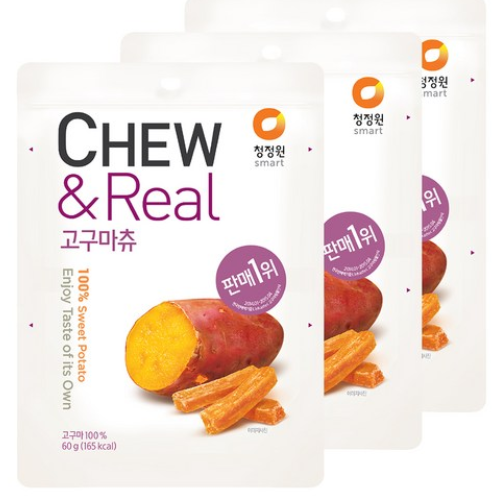 CHEW
& Real
고구마츄
청정원
smart
100% Sweet Potato
Enjoy Taste of its Own
판매1위
고구마 100%
60 g (165 kcal)
청정원
smart
판매1위
청정원
smart
1위